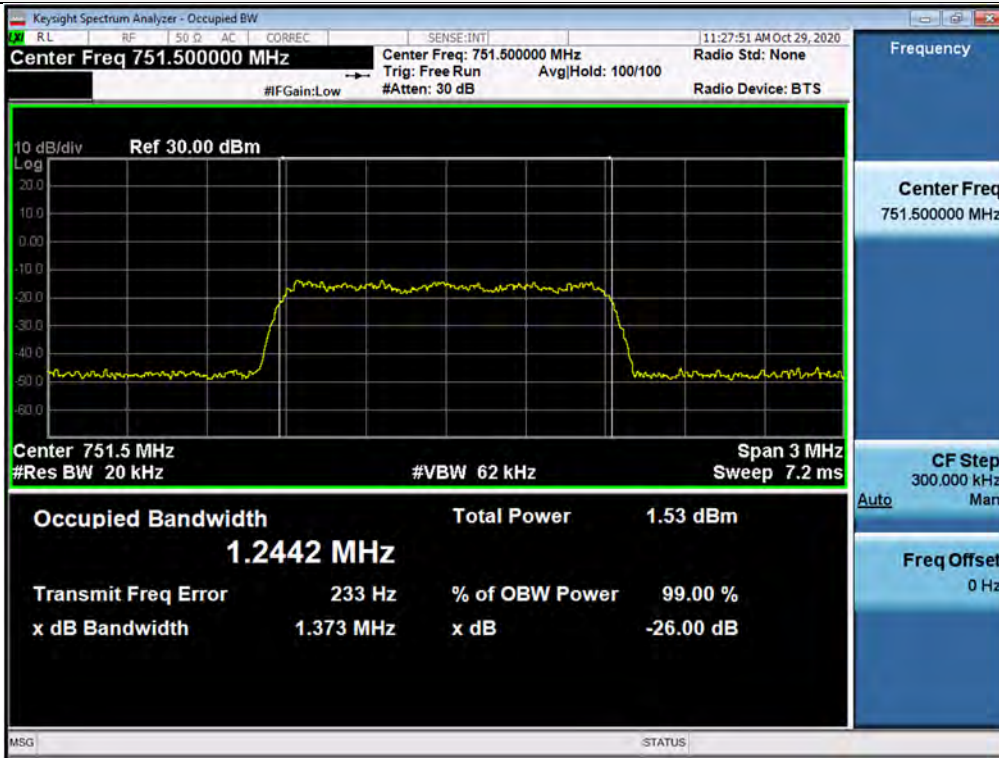 Keysight Spectrum Analyzer - Occupied BW
LXI RL RF 50 Ω AC CORREC SENSE:INT 11:27:51 AM Oct 29, 2020
Center Freq 751.500000 MHz
Center Freq: 751.500000 MHz
Radio Std: None
Trig: Free Run Avg|Hold: 100/100
#IFGain:Low
#Atten: 30 dB
Radio Device: BTS
10 dB/div Ref 30.00 dBm
Log
20.0
10.0
0.00
-10.0
-20.0
-30.0
-40.0
-50.0
-60.0
Center 751.5 MHz Span 3 MHz
#Res BW 20 kHz #VBW 62 kHz Sweep 7.2 ms
Occupied Bandwidth Total Power 1.53 dBm
1.2442 MHz
Transmit Freq Error 233 Hz % of OBW Power 99.00 %
x dB Bandwidth 1.373 MHz x dB -26.00 dB
MSG STATUS
Frequency
Center Freq
751.500000 MHz
CF Step
300.000 kHz
Auto Man
Freq Offset
0 Hz